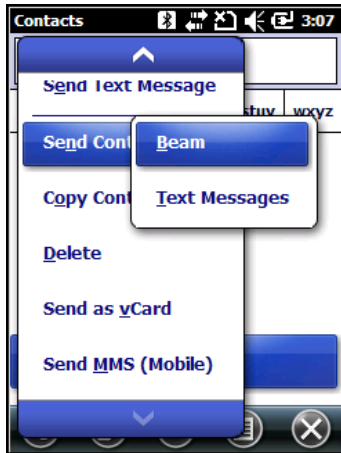 Contacts 3:07
Send Text Message
stuv wxyz
Send Cont
Beam
Copy Cont
Text Messages
Delete
Send as vCard
Send MMS (Mobile)